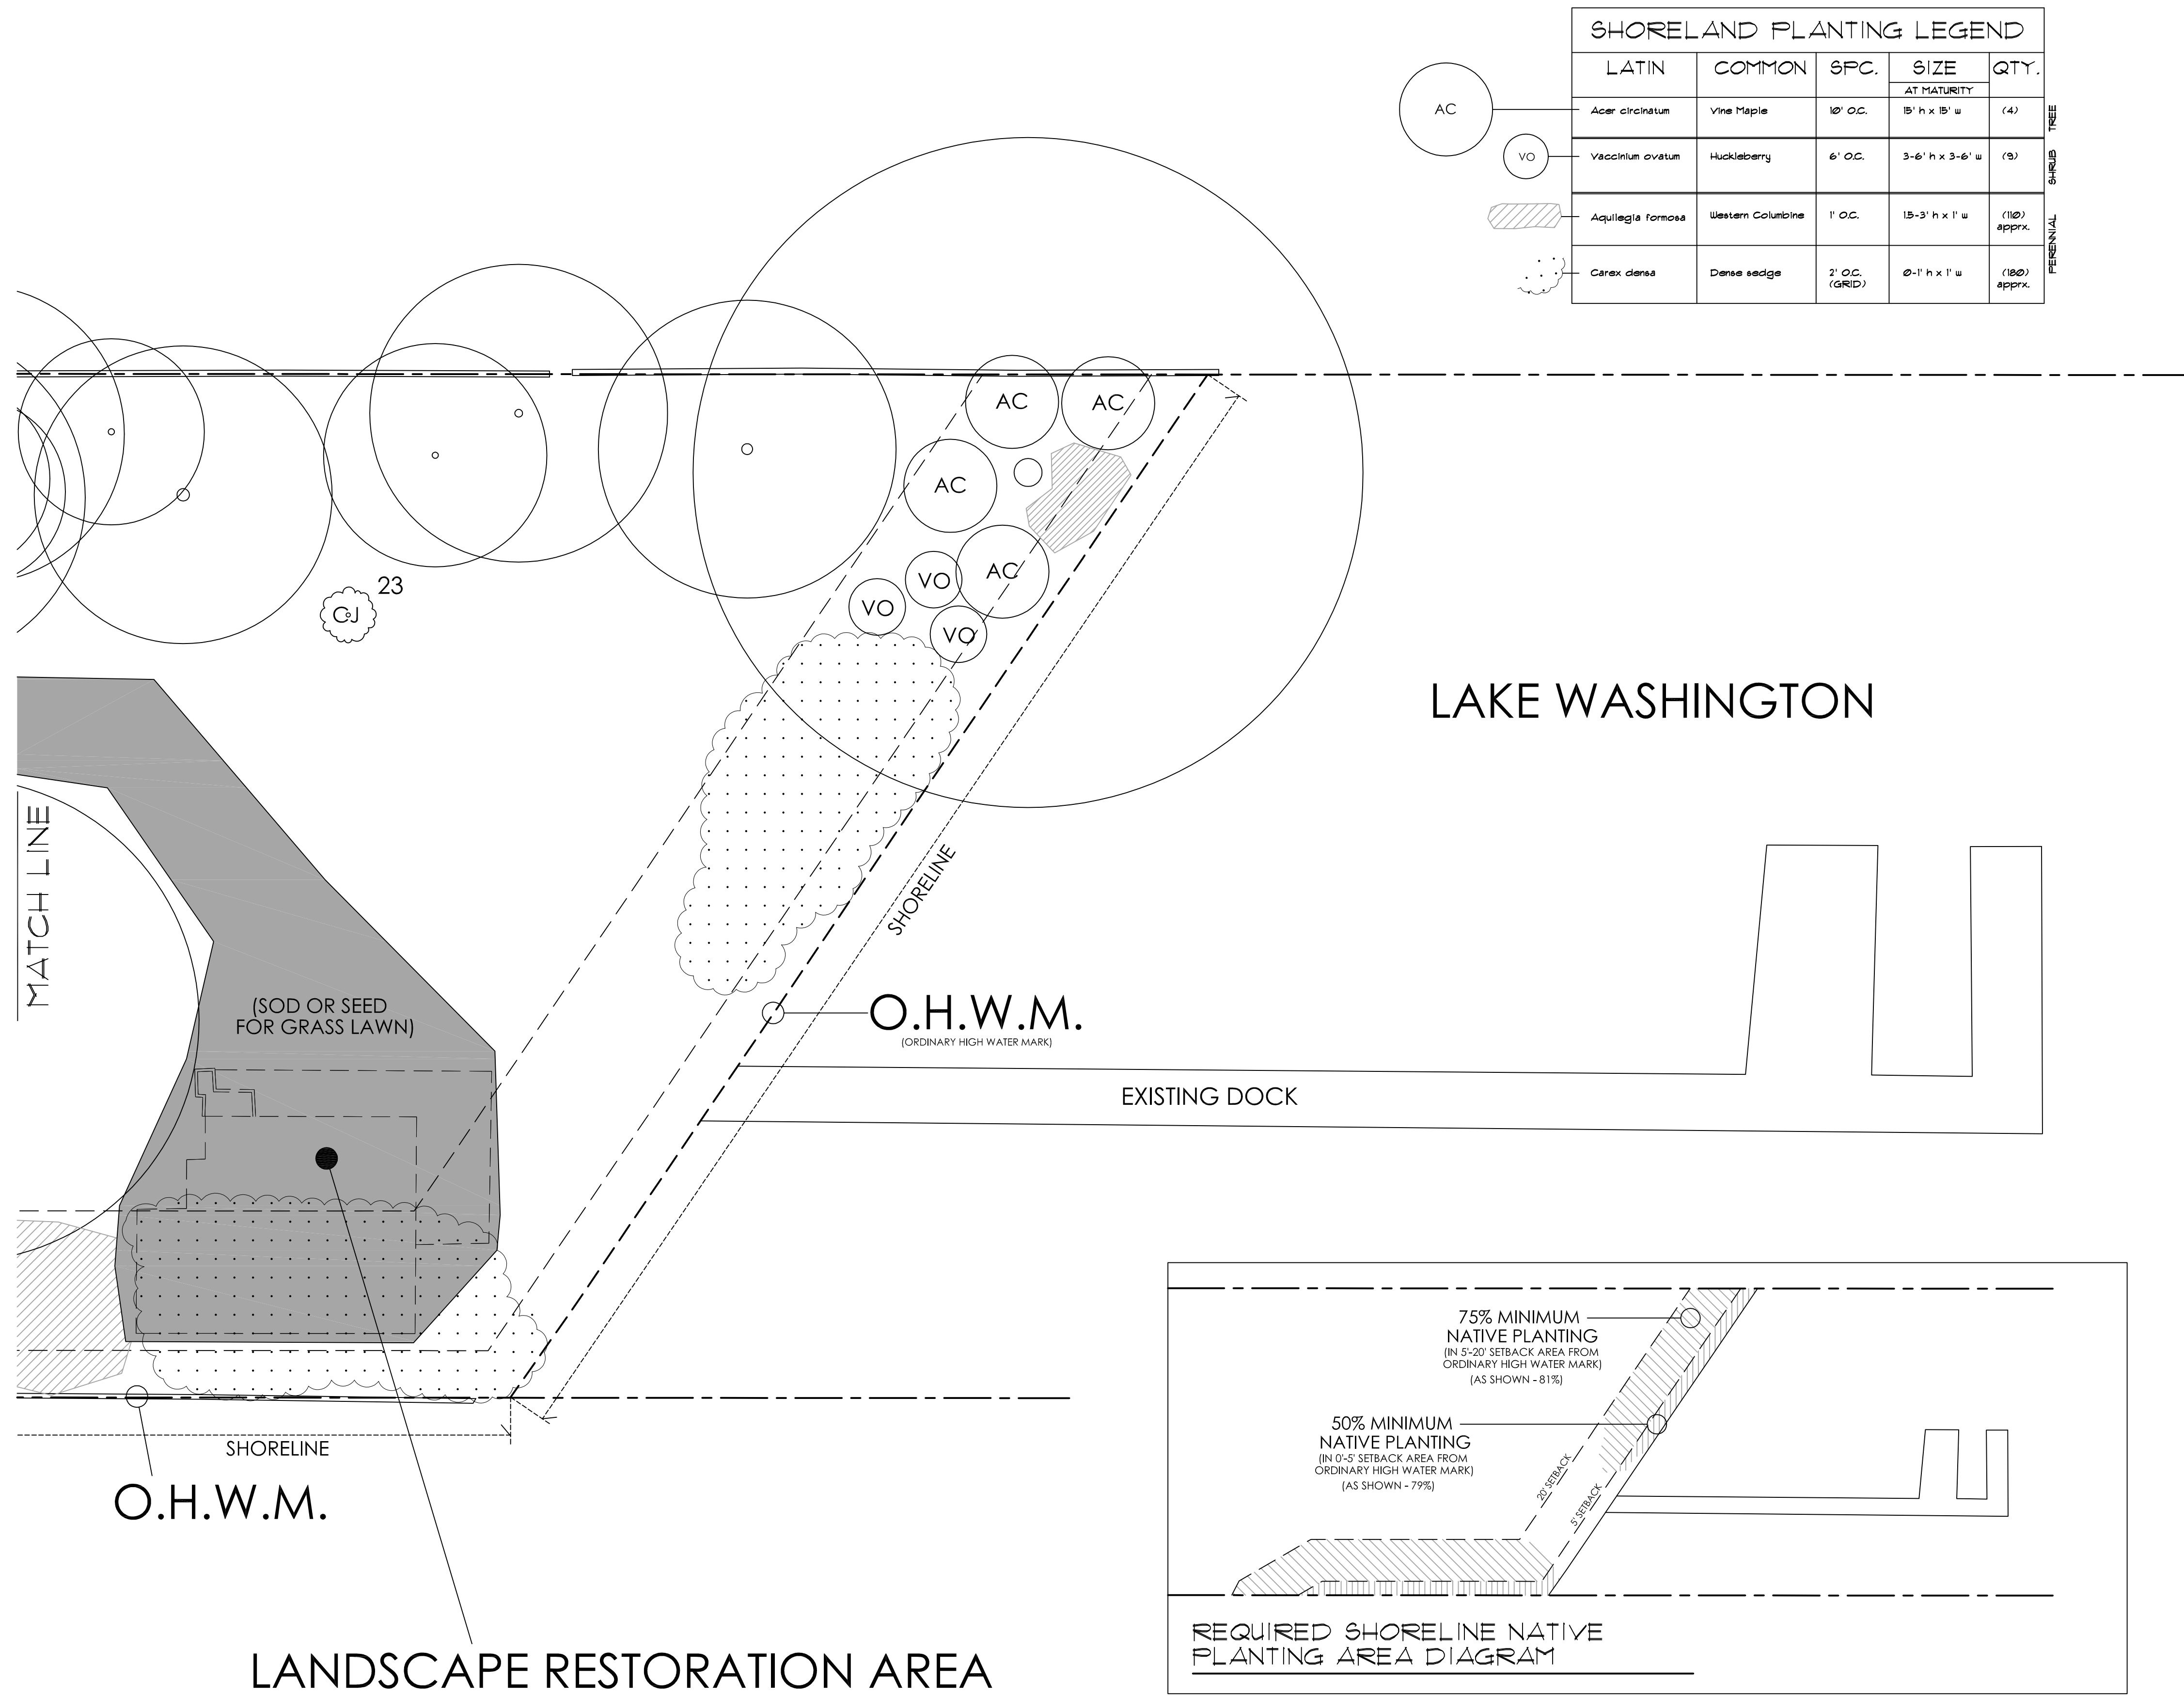 SHORELAND PLANTING LEGEND
LATIN COMMON SPC. SIZE QTY.
AT MATURITY
AC Acer circinatum Vine Maple 10' O.C. 15' h x 15' w (4) TREE
VO Vaccinium ovatum Huckleberry 6' O.C. 3-6' h x 3-6' w (9) SHRUB
Aquilegia formosa Western Columbine 1' O.C. 1.5-3' h x 1' w (110)
apprx.
PERENNIAL
Carex densa Dense sedge 2' O.C. 0-1' h x 1' w (180)
(GRID) apprx.
AC AC
AC
AC
VO
VO
VO
23
CJ
LAKE WASHINGTON
MATCH LINE
SHORELINE
(SOD OR SEED
FOR GRASS LAWN)
O.H.W.M.
(ORDINARY HIGH WATER MARK)
EXISTING DOCK
SHORELINE
O.H.W.M.
LANDSCAPE RESTORATION AREA
75% MINIMUM
NATIVE PLANTING
(IN 5'-20' SETBACK AREA FROM
ORDINARY HIGH WATER MARK)
(AS SHOWN - 81%)
50% MINIMUM
NATIVE PLANTING
(IN 0'-5' SETBACK AREA FROM
ORDINARY HIGH WATER MARK)
(AS SHOWN - 79%)
20' SETBACK
5' SETBACK
REQUIRED SHORELINE NATIVE
PLANTING AREA DIAGRAM